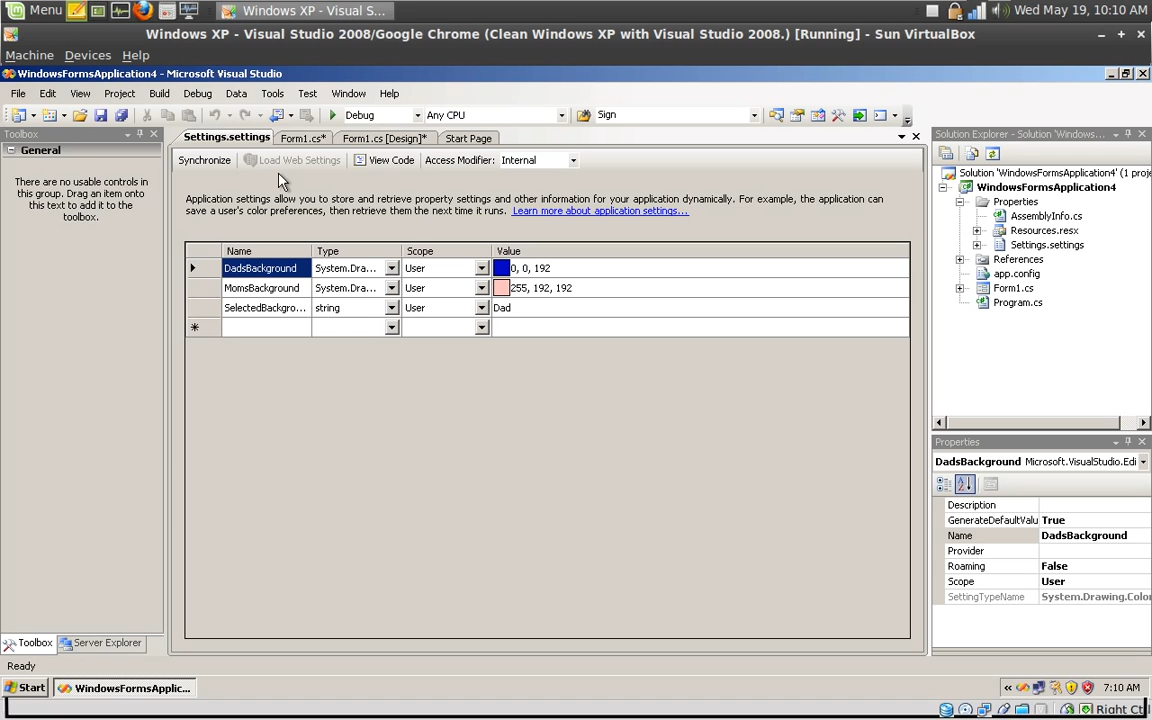 Menu
Windows XP - Visual S...
Wed May 19, 10:10 AM
Windows XP - Visual Studio 2008/Google Chrome (Clean Windows XP with Visual Studio 2008.) [Running] - Sun VirtualBox
Machine Devices Help
WindowsFormsApplication4 - Microsoft Visual Studio
File Edit View Project Build Debug Data Tools Test Window Help
Debug Any CPU Sign
Toolbox
General
There are no usable controls in
this group. Drag an item onto
this text to add it to the
toolbox.
Settings.settings Form1.cs* Form1.cs [Design]* Start Page
Synchronize Load Web Settings View Code Access Modifier: Internal
Application settings allow you to store and retrieve property settings and other information for your application dynamically. For example, the application can
save a user's color preferences, then retrieve them the next time it runs. Learn more about application settings...
Name Type Scope Value
DadsBackground System.Dra... User 0, 0, 192
MomsBackground System.Dra... User 255, 192, 192
SelectedBackgro... string User Dad
Solution Explorer - Solution 'Windows...
Solution 'WindowsFormsApplication4' (1 proje
WindowsFormsApplication4
Properties
AssemblyInfo.cs
Resources.resx
Settings.settings
References
app.config
Form1.cs
Program.cs
Properties
DadsBackground Microsoft.VisualStudio.Edi
Description
GenerateDefaultValu True
Name DadsBackground
Provider
Roaming False
Scope User
SettingTypeName System.Drawing.Colo
Toolbox Server Explorer
Ready
Start WindowsFormsApplic... « 7:10 AM
Right Ctrl